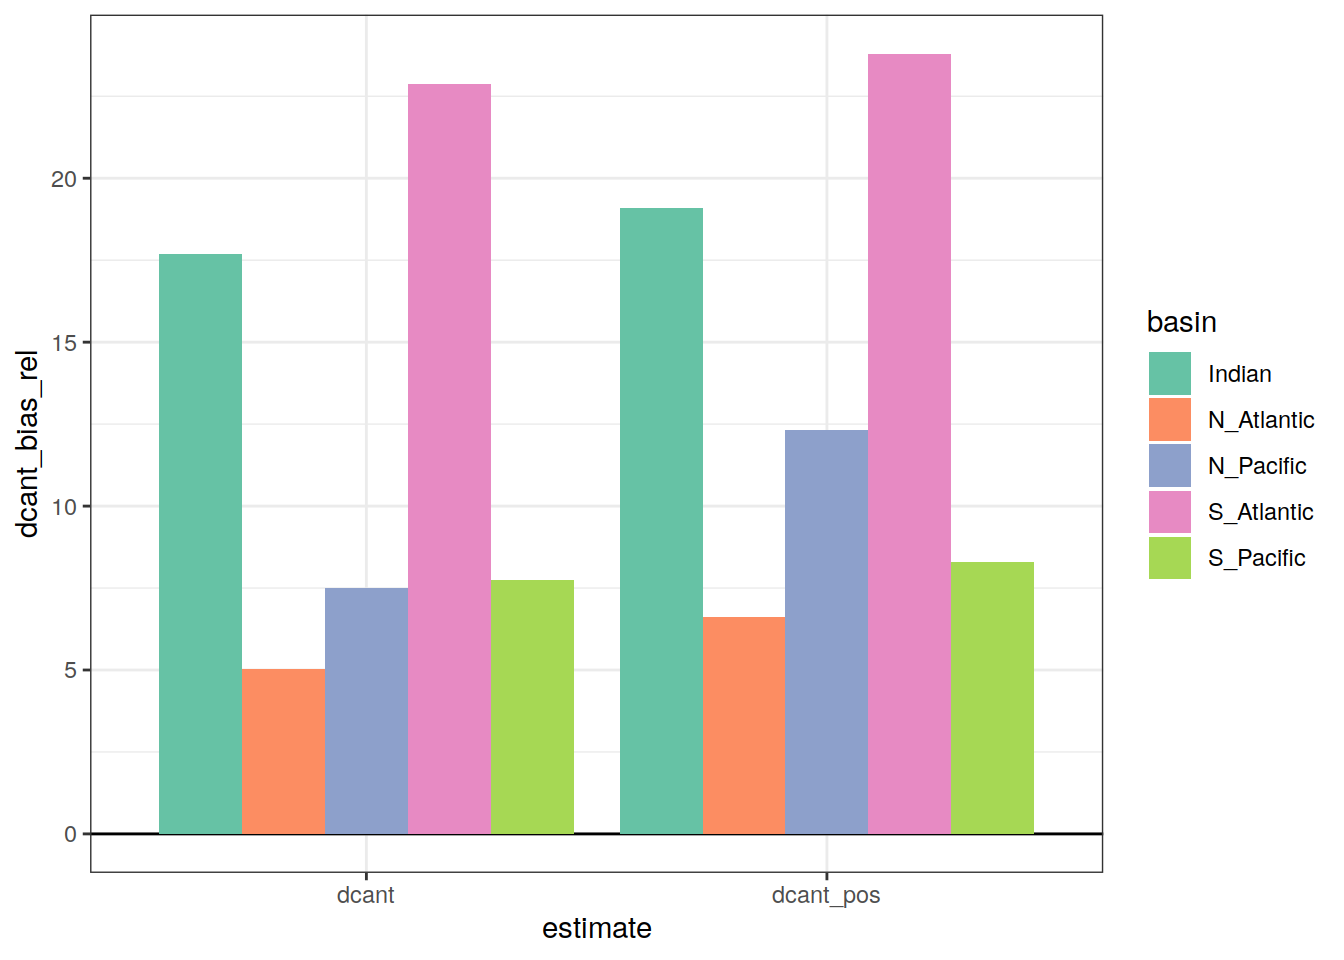 dcant_bias_rel
20
15
10
5
0
dcant
dcant_pos
estimate
basin
Indian
N_Atlantic
N_Pacific
S_Atlantic
S_Pacific